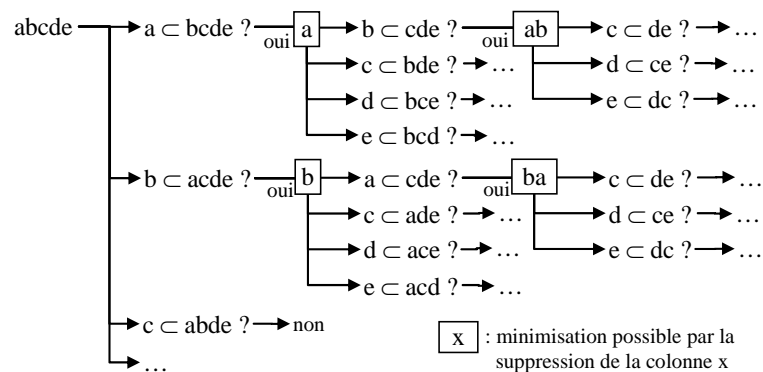 abcde a ⊂ bcde ? oui a b ⊂ cde ? oui ab c ⊂ de ? …
c ⊂ bde ? … d ⊂ ce ? …
d ⊂ bce ? … e ⊂ dc ? …
e ⊂ bcd ? …
b ⊂ acde ? oui b a ⊂ cde ? oui ba c ⊂ de ? …
c ⊂ ade ? … d ⊂ ce ? …
d ⊂ ace ? … e ⊂ dc ? …
e ⊂ acd ? …
c ⊂ abde ? non
…
x : minimisation possible par la
suppression de la colonne x